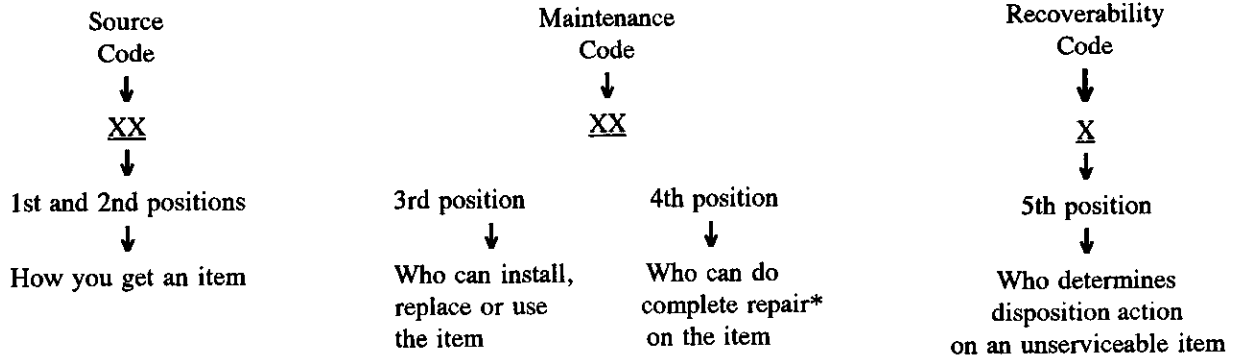 Source
Code
XX
1st and 2nd positions
How you get an item
Maintenance
Code
XX
3rd position
Who can install,
replace or use
the item
4th position
Who can do
complete repair*
on the item
Recoverability
Code
X
5th position
Who determines
disposition action
on an unserviceable item